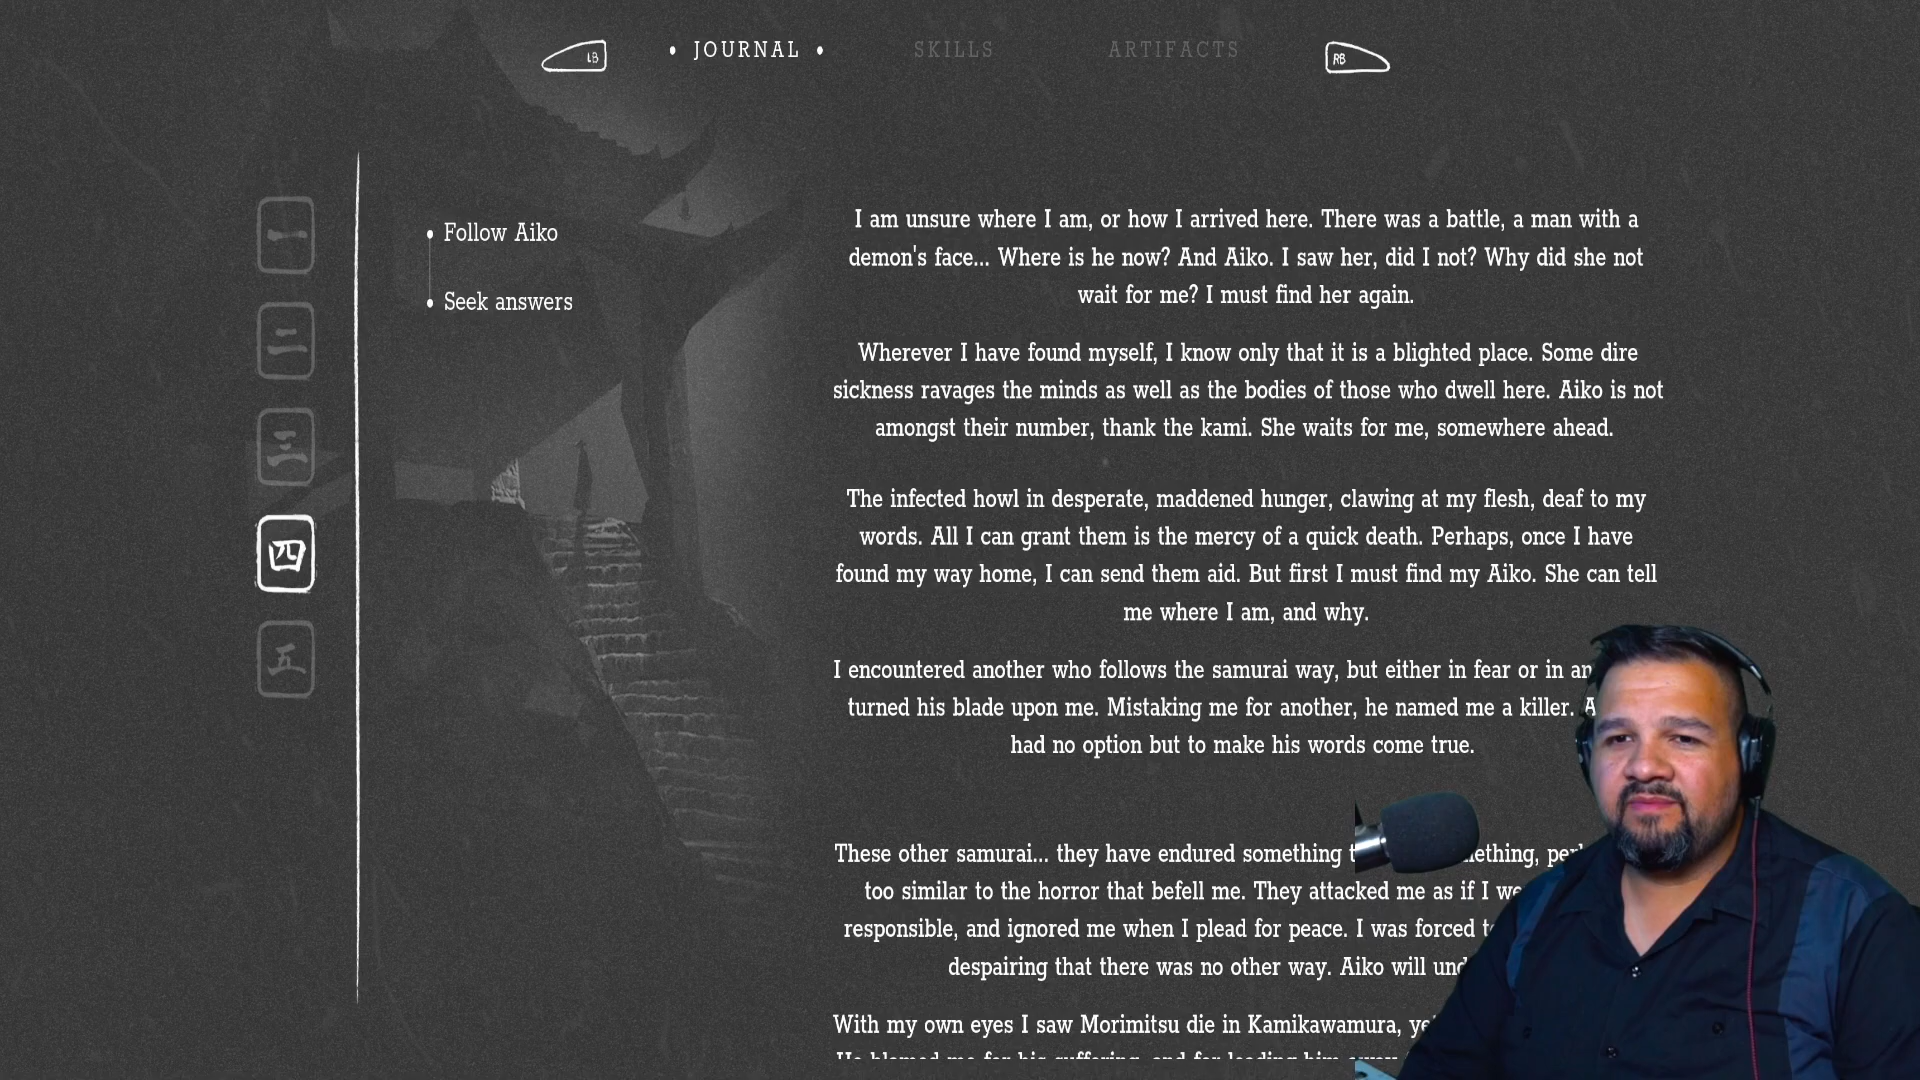 LB
• JOURNAL •
SKILLS
ARTIFACTS
RB
一
二
三
四
五
• Follow Aiko
• Seek answers
I am unsure where I am, or how I arrived here. There was a battle, a man with a
demon's face... Where is he now? And Aiko. I saw her, did I not? Why did she not
wait for me? I must find her again.
Wherever I have found myself, I know only that it is a blighted place. Some dire
sickness ravages the minds as well as the bodies of those who dwell here. Aiko is not
amongst their number, thank the kami. She waits for me, somewhere ahead.
The infected howl in desperate, maddened hunger, clawing at my flesh, deaf to my
words. All I can grant them is the mercy of a quick death. Perhaps, once I have
found my way home, I can send them aid. But first I must find my Aiko. She can tell
me where I am, and why.
I encountered another who follows the samurai way, but either in fear or in
turned his blade upon me. Mistaking me for another, he named me a killer.
had no option but to make his words come true.
These other samurai... they have endured something
too similar to the horror that befell me. They attacked me as if I
responsible, and ignored me when I plead for peace. I was forced
despairing that there was no other way. Aiko will
With my own eyes I saw Morimitsu die in Kamikawamura,
He blamed me for his suffering, and for leading him away